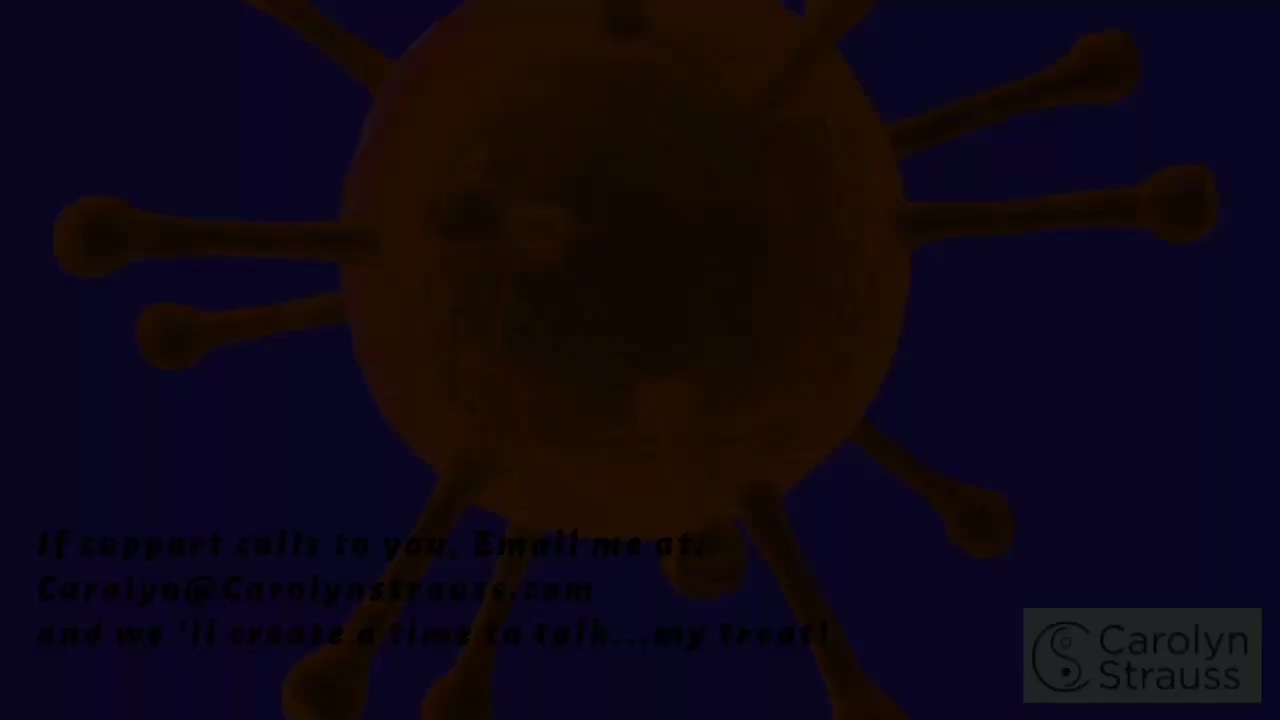 If support calls to you, Email me at:
Carolyn@Carolynstrauss.com
and we 'll create a time to talk...my treat!
Carolyn
Strauss